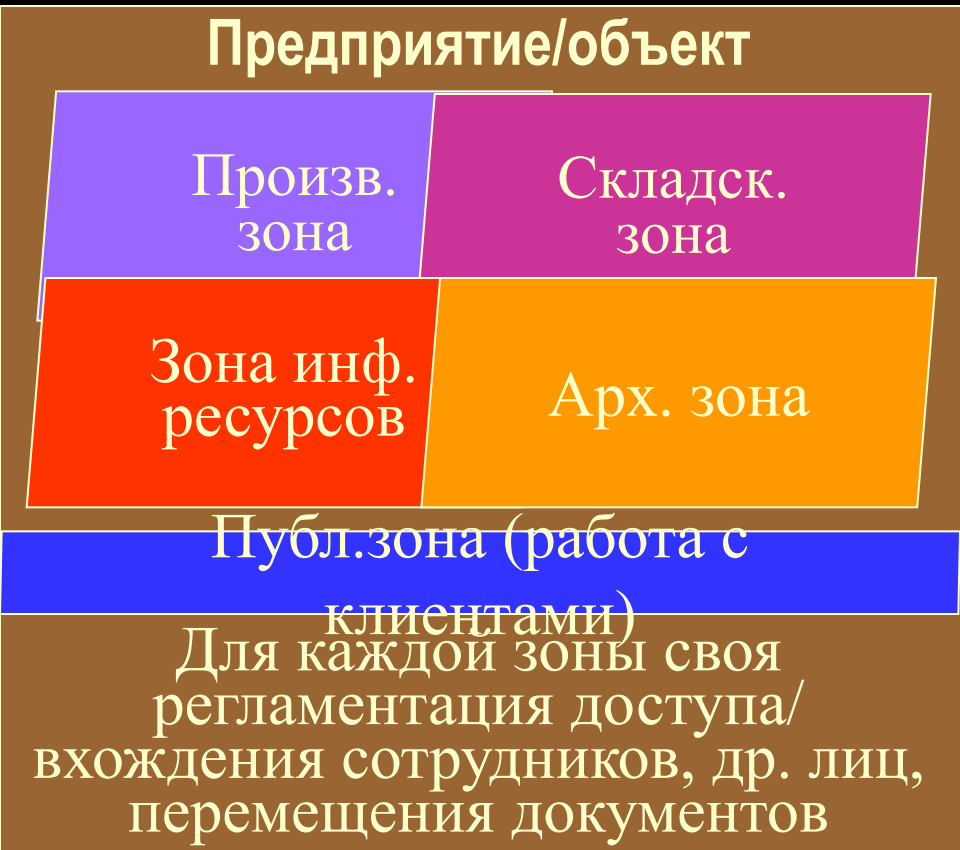 Предприятие/объект
Произв.
зона
Складск.
зона
Зона инф.
ресурсов
Арх. зона
Публ.зона (работа с
клиентами)
Для каждой зоны своя
регламентация доступа/
вхождения сотрудников, др. лиц,
перемещения документов